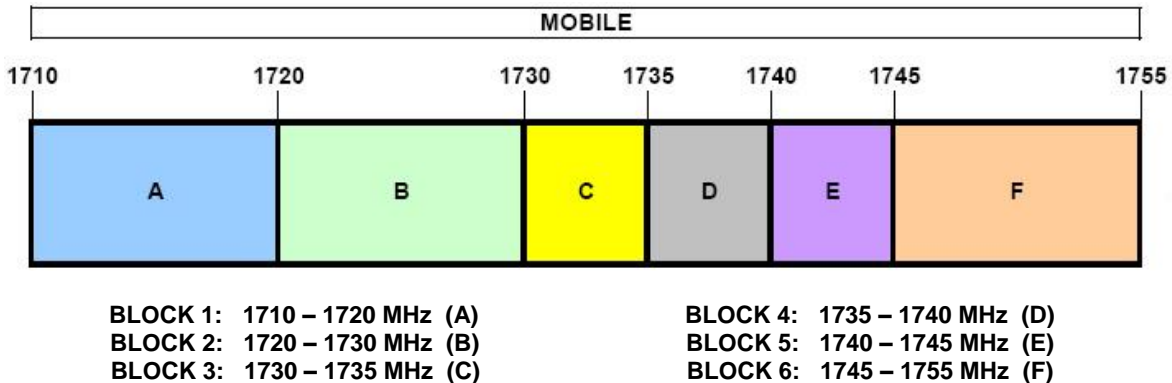 MOBILE
1710 1720 1730 1735 1740 1745 1755
A B C D E F
BLOCK 1: 1710 – 1720 MHz (A)
BLOCK 2: 1720 – 1730 MHz (B)
BLOCK 3: 1730 – 1735 MHz (C)
BLOCK 4: 1735 – 1740 MHz (D)
BLOCK 5: 1740 – 1745 MHz (E)
BLOCK 6: 1745 – 1755 MHz (F)